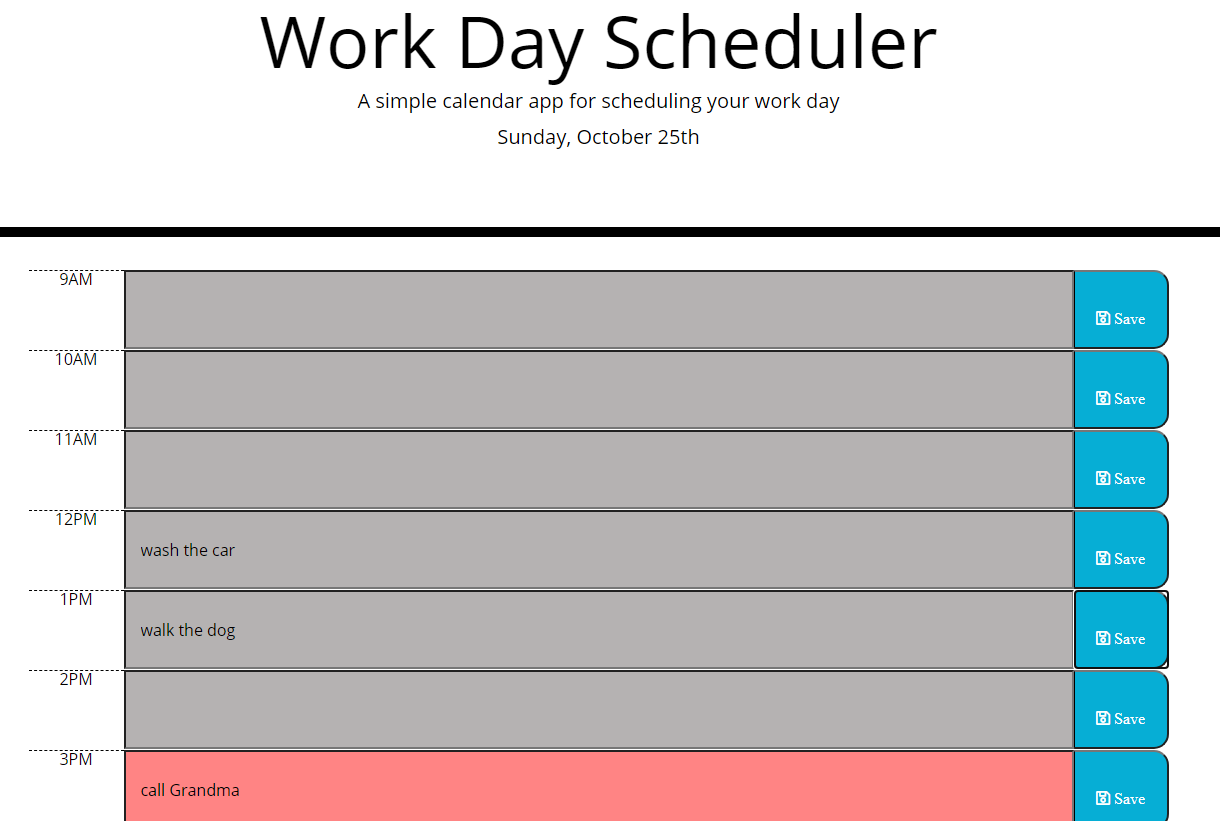 Work Day Scheduler
A simple calendar app for scheduling your work day
Sunday, October 25th
9AM
Save
10AM
Save
11AM
Save
12PM
wash the car
Save
1PM
walk the dog
Save
2PM
Save
3PM
call Grandma
Save